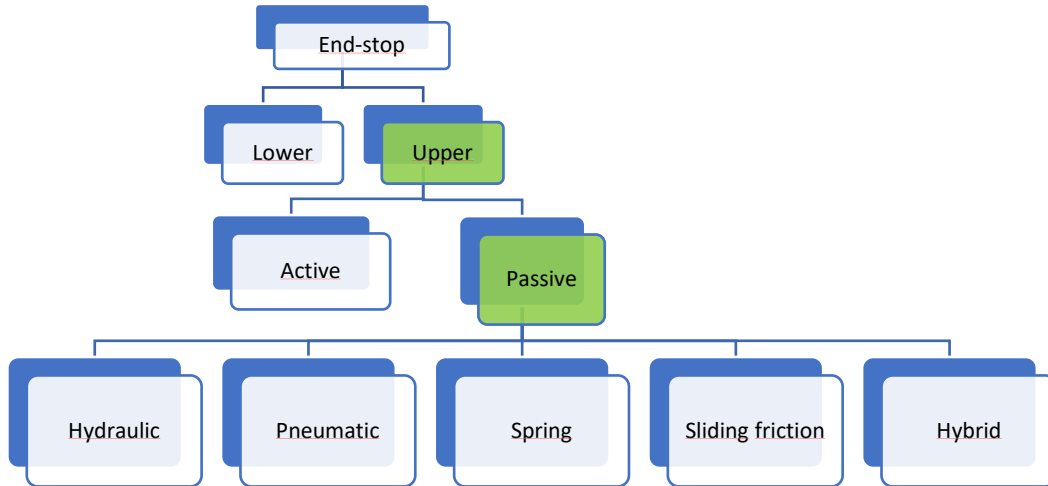 End-stop
Lower
Upper
Active
Passive
Hydraulic
Pneumatic
Spring
Sliding friction
Hybrid